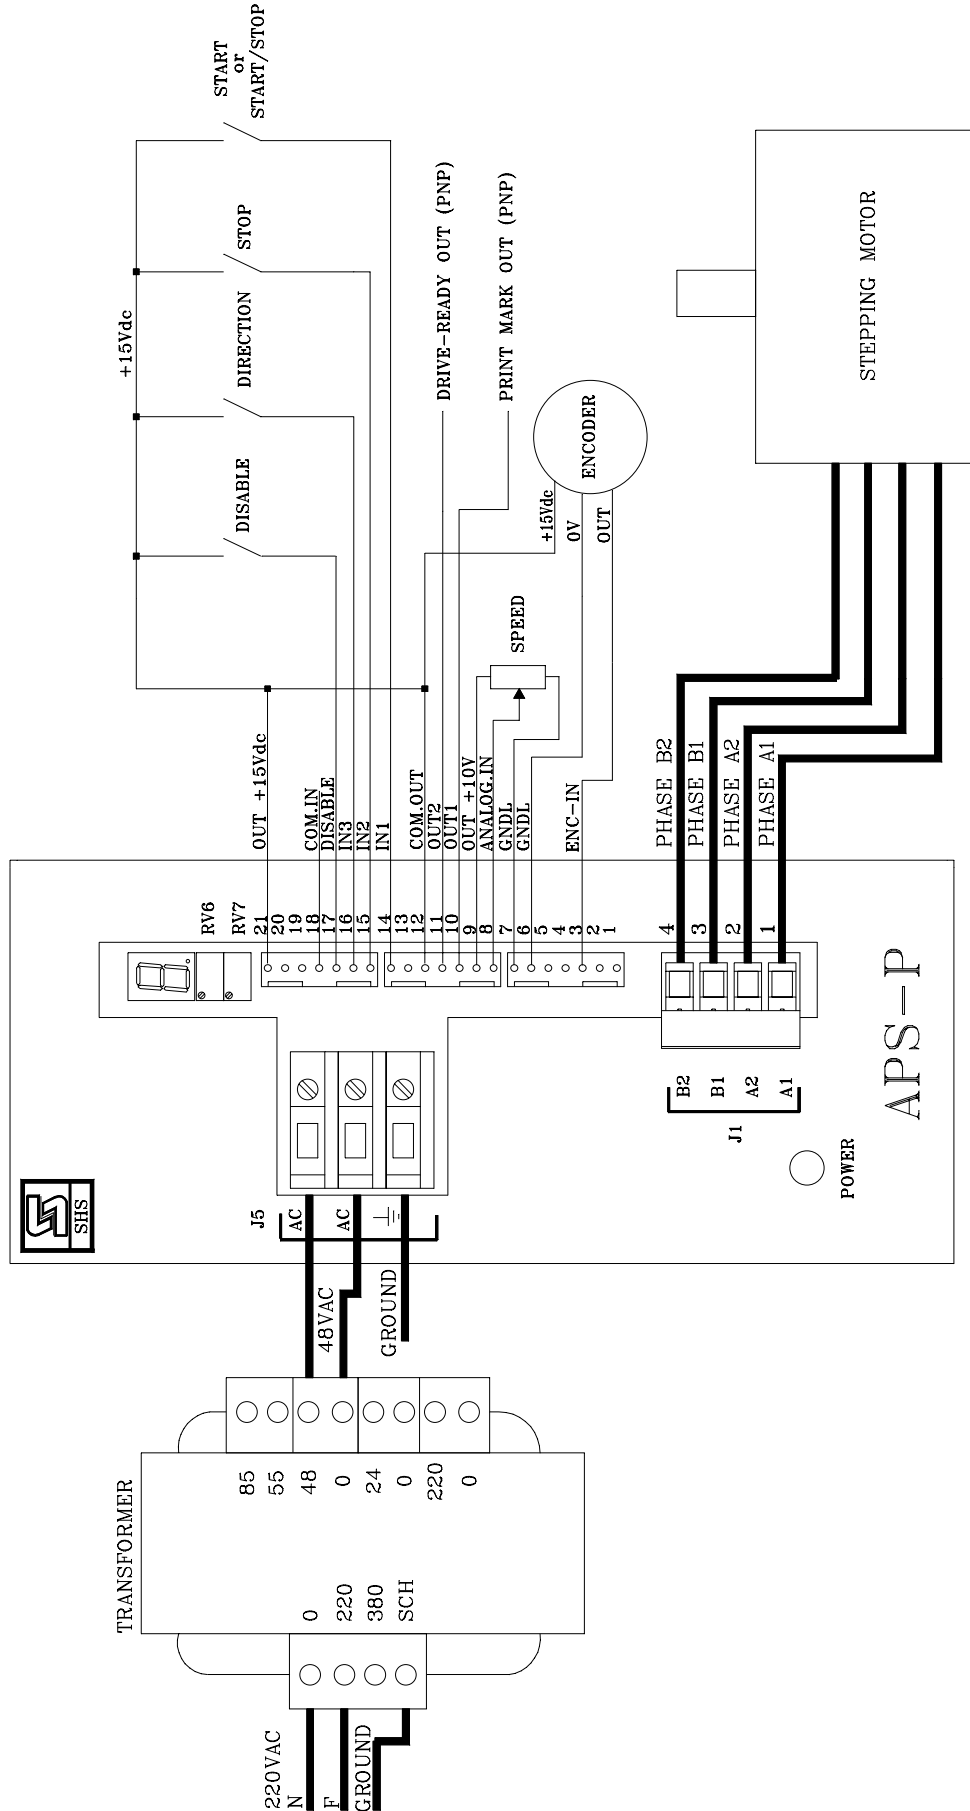 TRANSFORMER
220VAC
N
F
GROUND
0
220
380
SCH
85
55
48
0
24
0
220
0
48VAC
GROUND
SHS
J5
AC
AC
APS-P
POWER
J1
B2
B1
A2
A1
4
3
2
1
PHASE B2
PHASE B1
PHASE A2
PHASE A1
RV6
RV7
21
20
19
18
17
16
15
14
13
12
11
10
9
8
7
6
5
4
3
2
1
OUT +15Vdc
COM.IN
DISABLE
IN3
IN2
IN1
COM.OUT
OUT2
OUT1
OUT +10V
ANALOG.IN
GNDL
GNDL
ENC-IN
+15Vdc
DISABLE
DIRECTION
STOP
START
or
START/STOP
DRIVE-READY OUT (PNP)
PRINT MARK OUT (PNP)
SPEED
+15Vdc
0V
OUT
ENCODER
STEPPING MOTOR